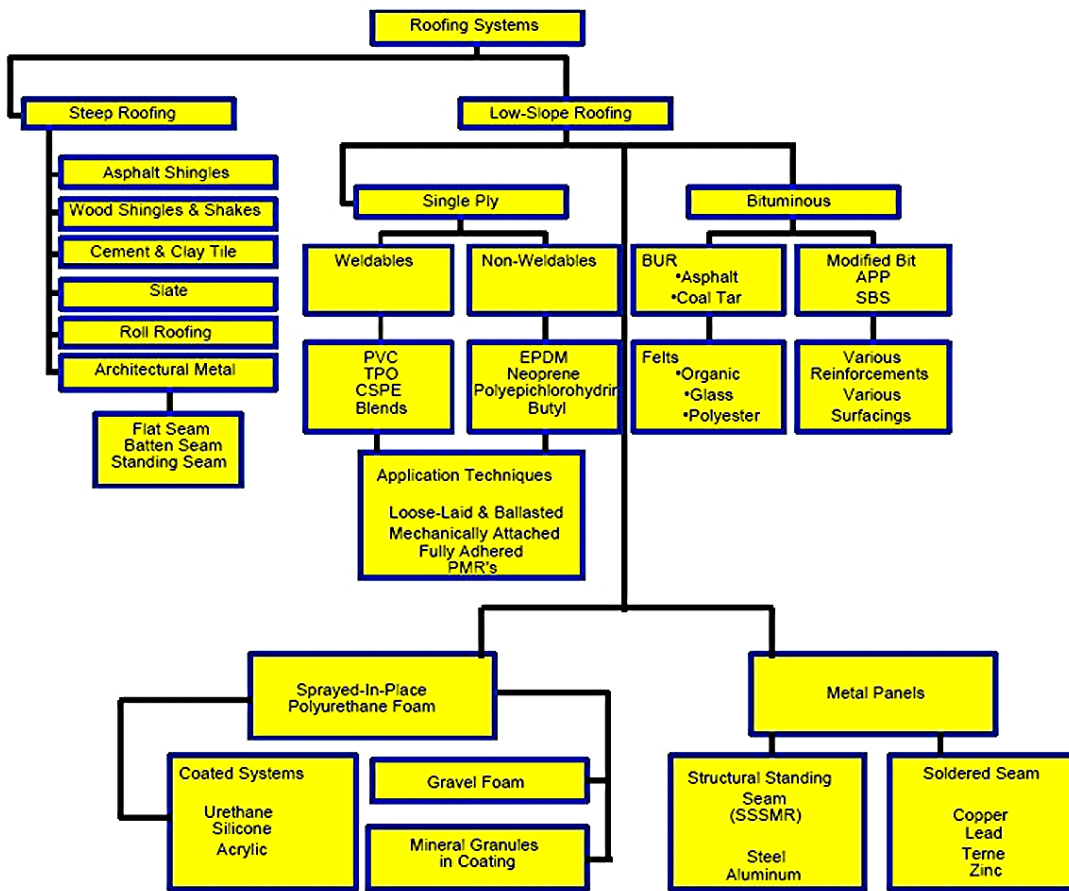 Roofing Systems
Steep Roofing
Low-Slope Roofing
Asphalt Shingles
Wood Shingles & Shakes
Cement & Clay Tile
Slate
Roll Roofing
Architectural Metal
Flat Seam
Batten Seam
Standing Seam
Single Ply
Weldables
Non-Weldables
PVC
TPO
CSPE
Blends
EPDM
Neoprene
Polyepichlorohydrin
Butyl
Application Techniques
Loose-Laid & Ballasted
Mechanically Attached
Fully Adhered
PMR's
Bituminous
BUR
•Asphalt
•Coal Tar
Modified Bit
APP
SBS
Felts
•Organic
•Glass
•Polyester
Various
Reinforcements
Various
Surfacings
Sprayed-In-Place
Polyurethane Foam
Coated Systems
Urethane
Silicone
Acrylic
Gravel Foam
Mineral Granules
in Coating
Metal Panels
Structural Standing
Seam
(SSSMR)
Steel
Aluminum
Soldered Seam
Copper
Lead
Terne
Zinc